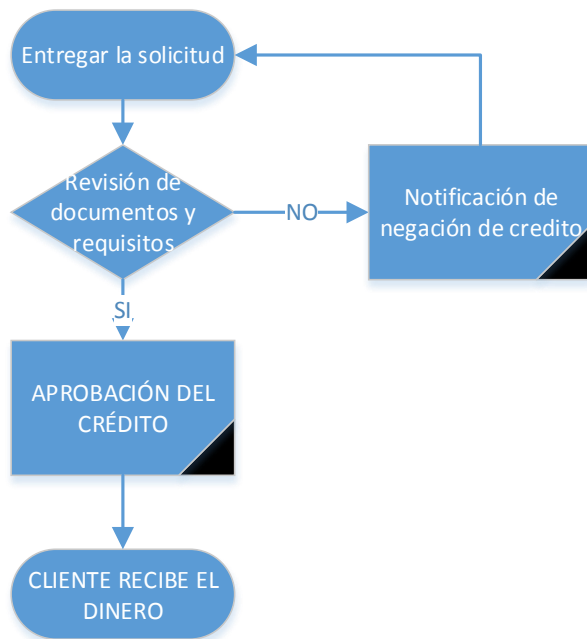 Entregar la solicitud
Revisión de
documentos y
requisitos
NO
Notificación de
negación de credito
SI
APROBACIÓN DEL
CRÉDITO
CLIENTE RECIBE EL
DINERO